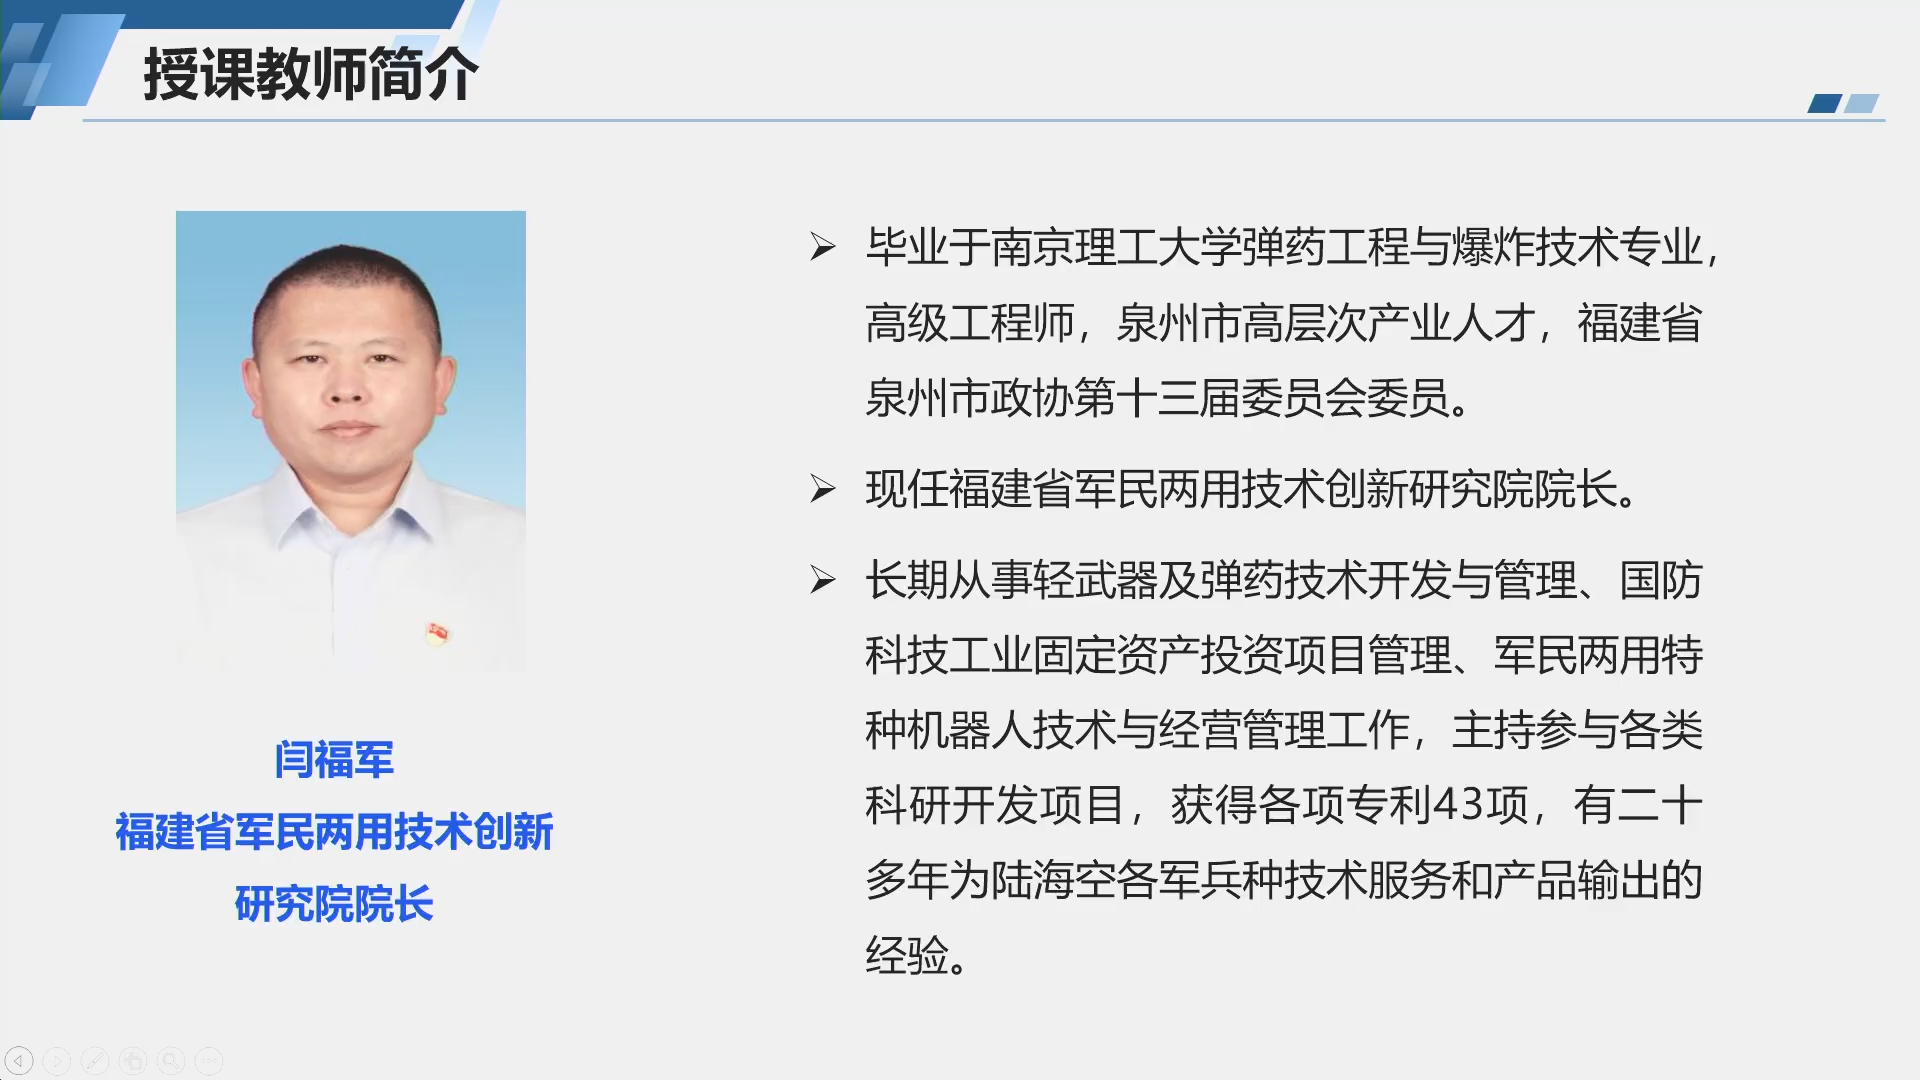 授课教师简介
毕业于南京理工大学弹药工程与爆炸技术专业，
高级工程师，泉州市高层次产业人才，福建省
泉州市政协第十三届委员会委员。
现任福建省军民两用技术创新研究院院长。
长期从事轻武器及弹药技术开发与管理、国防
科技工业固定资产投资项目管理、军民两用特
种机器人技术与经营管理工作，主持参与各类
科研开发项目，获得各项专利43项，有二十
多年为陆海空各军兵种技术服务和产品输出的
经验。
闫福军
福建省军民两用技术创新
研究院院长